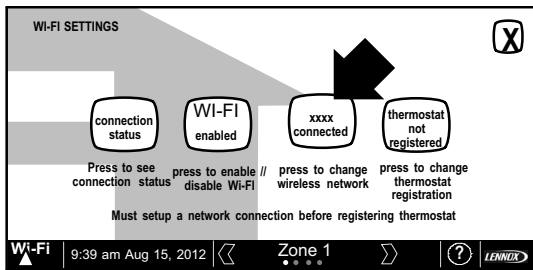 WI-FI SETTINGS
X
connection
status
WI-FI
enabled
xxxx
connected
thermostat
not
registered
Press to see
connection status
press to enable //
disable Wi-FI
press to change
wireless network
press to change
thermostat
registration
Must setup a network connection before registering thermostat
Wi-Fi
9:39 am Aug 15, 2012
Zone 1
?
LENNOX